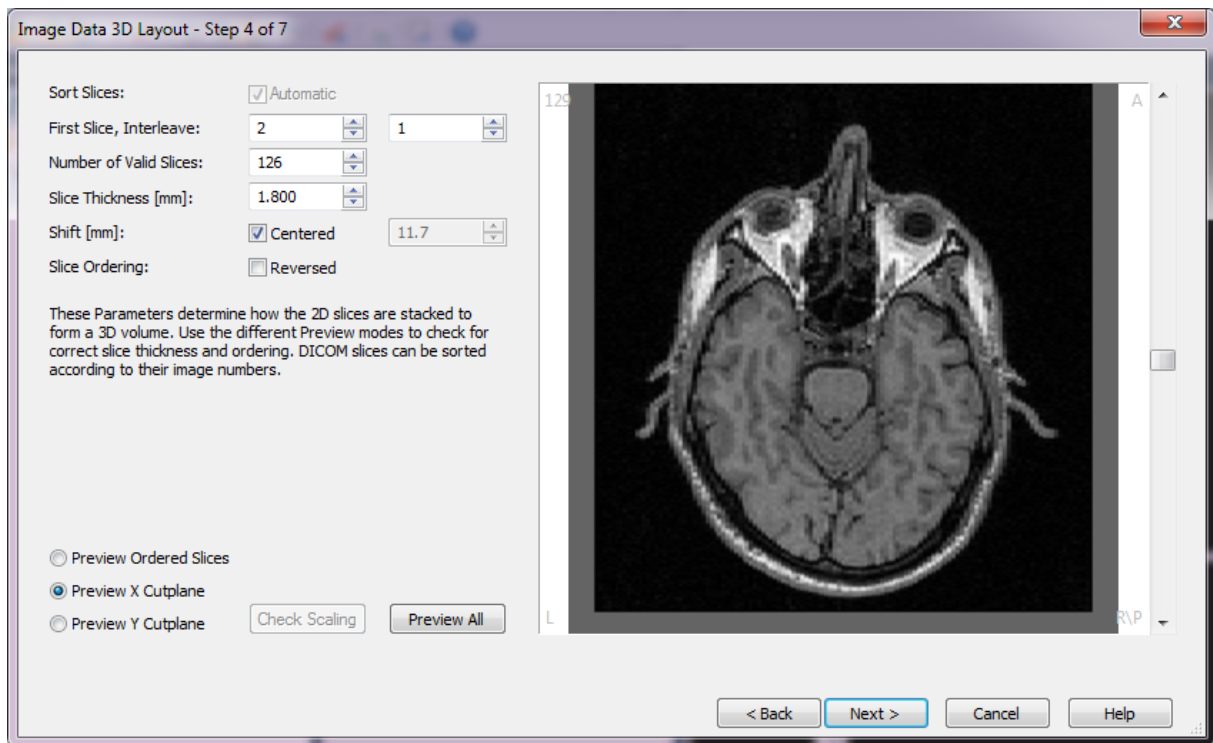 Image Data 3D Layout - Step 4 of 7
Sort Slices: Automatic
First Slice, Interleave: 2 1
Number of Valid Slices: 126
Slice Thickness [mm]: 1.800
Shift [mm]: Centered 11.7
Slice Ordering: Reversed
These Parameters determine how the 2D slices are stacked to
form a 3D volume. Use the different Preview modes to check for
correct slice thickness and ordering. DICOM slices can be sorted
according to their image numbers.
Preview Ordered Slices
Preview X Cutplane
Preview Y Cutplane
Check Scaling Preview All
129 A
L R\P
< Back Next > Cancel Help